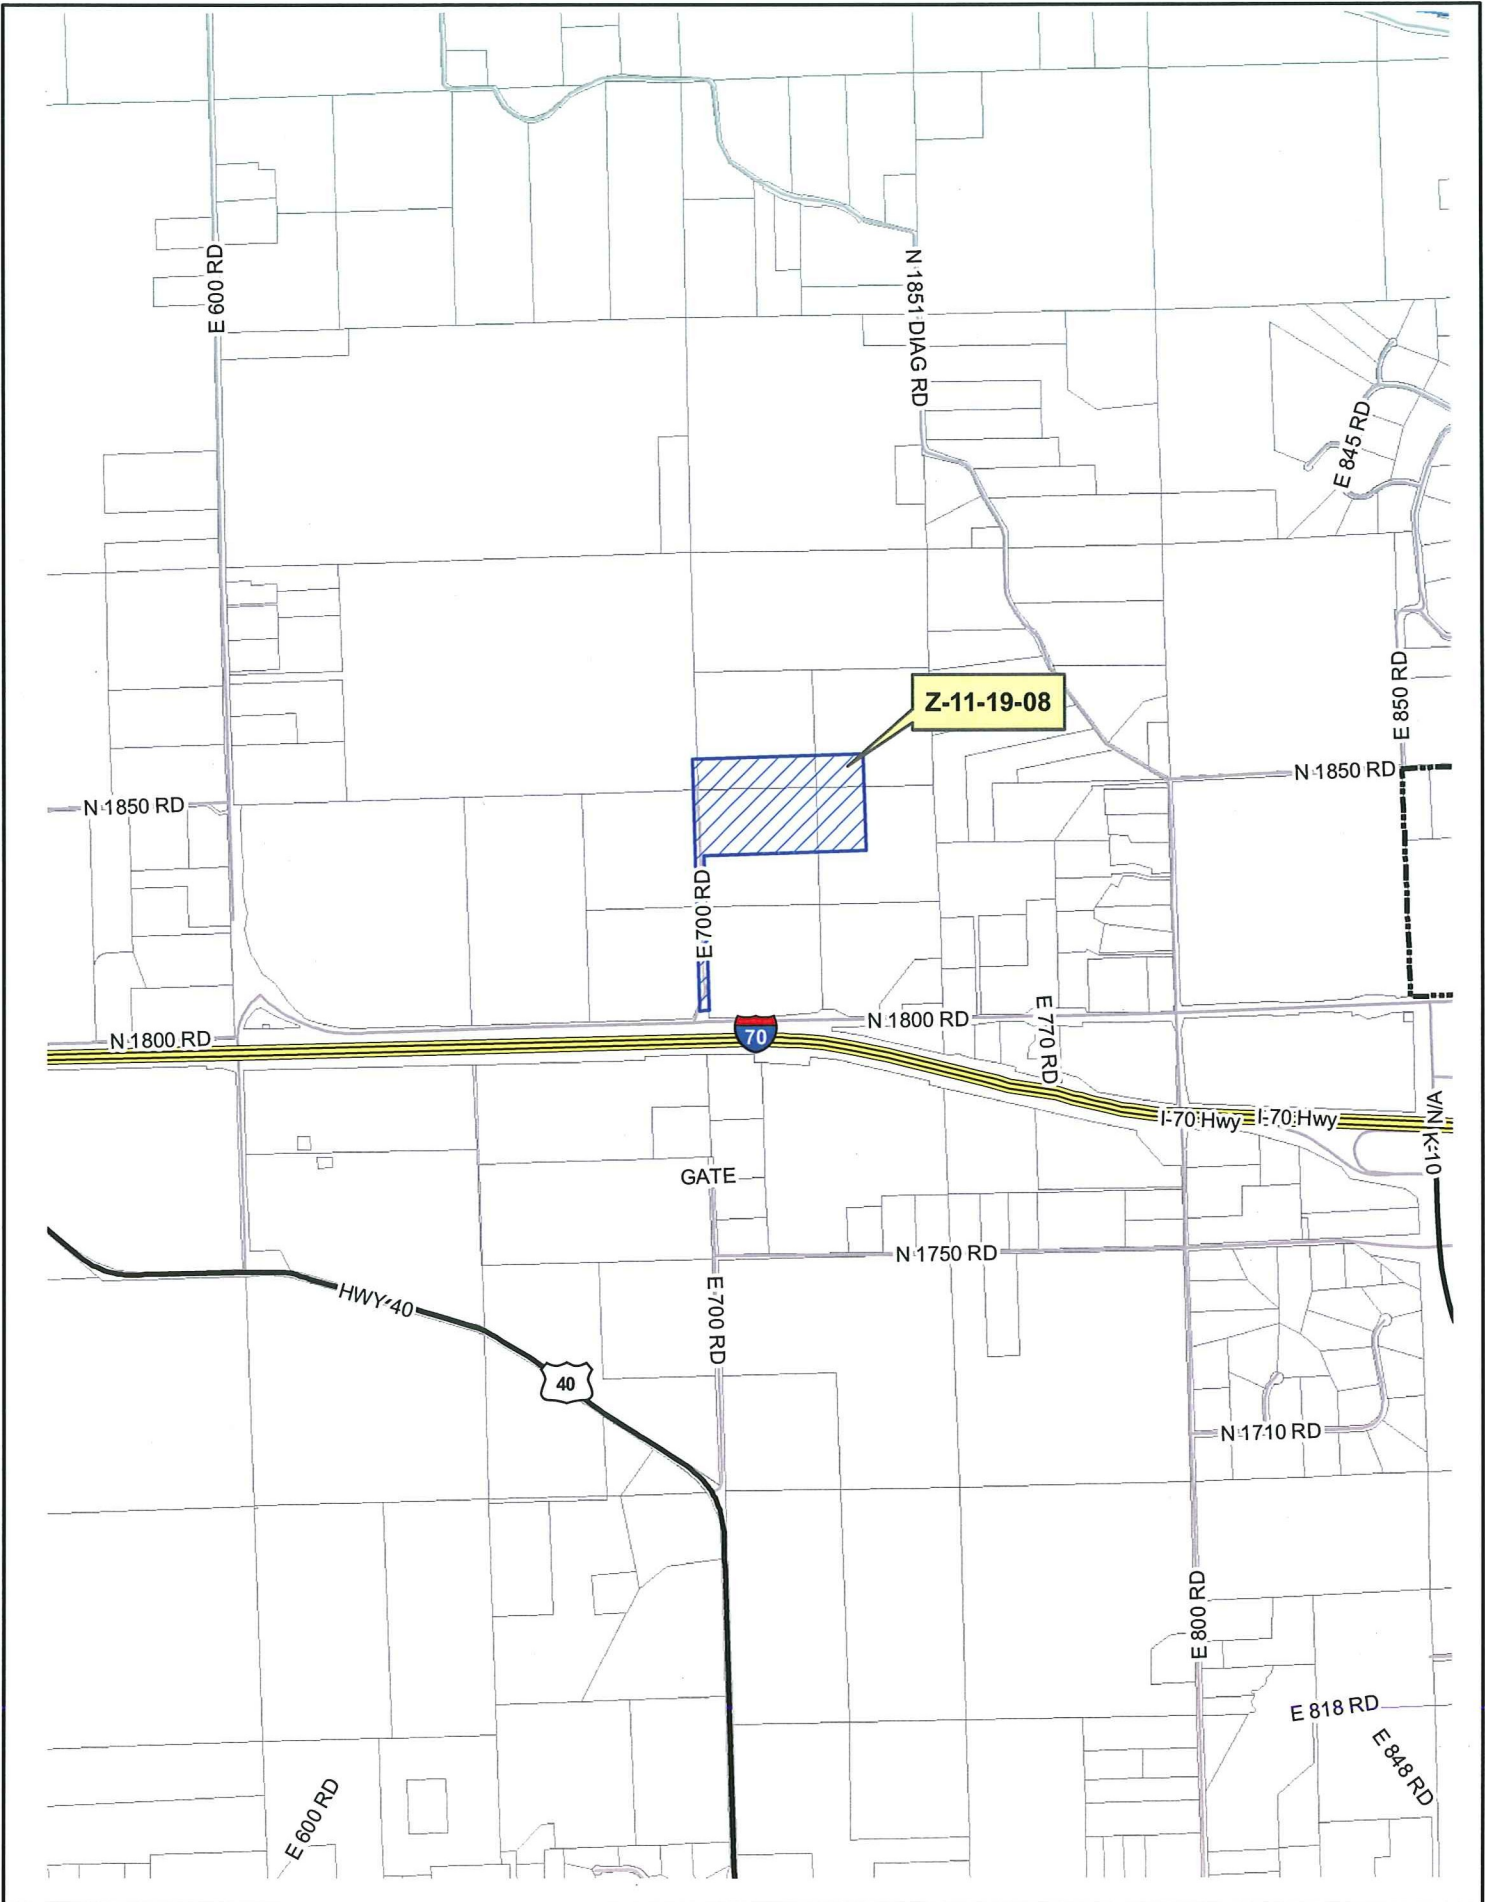 E 600 RD
N 1851 DIAG RD
E 845 RD
Z-11-19-08
E 850 RD
N 1850 RD
N 1850 RD
E 700 RD
N 1800 RD
N 1800 RD
E 770 RD
70
I-70 Hwy
I-70 Hwy
N/A
K-10
GATE
N 1750 RD
HWY 40
E 700 RD
40
N 1710 RD
E 800 RD
E 818 RD
E 848 RD
E 600 RD